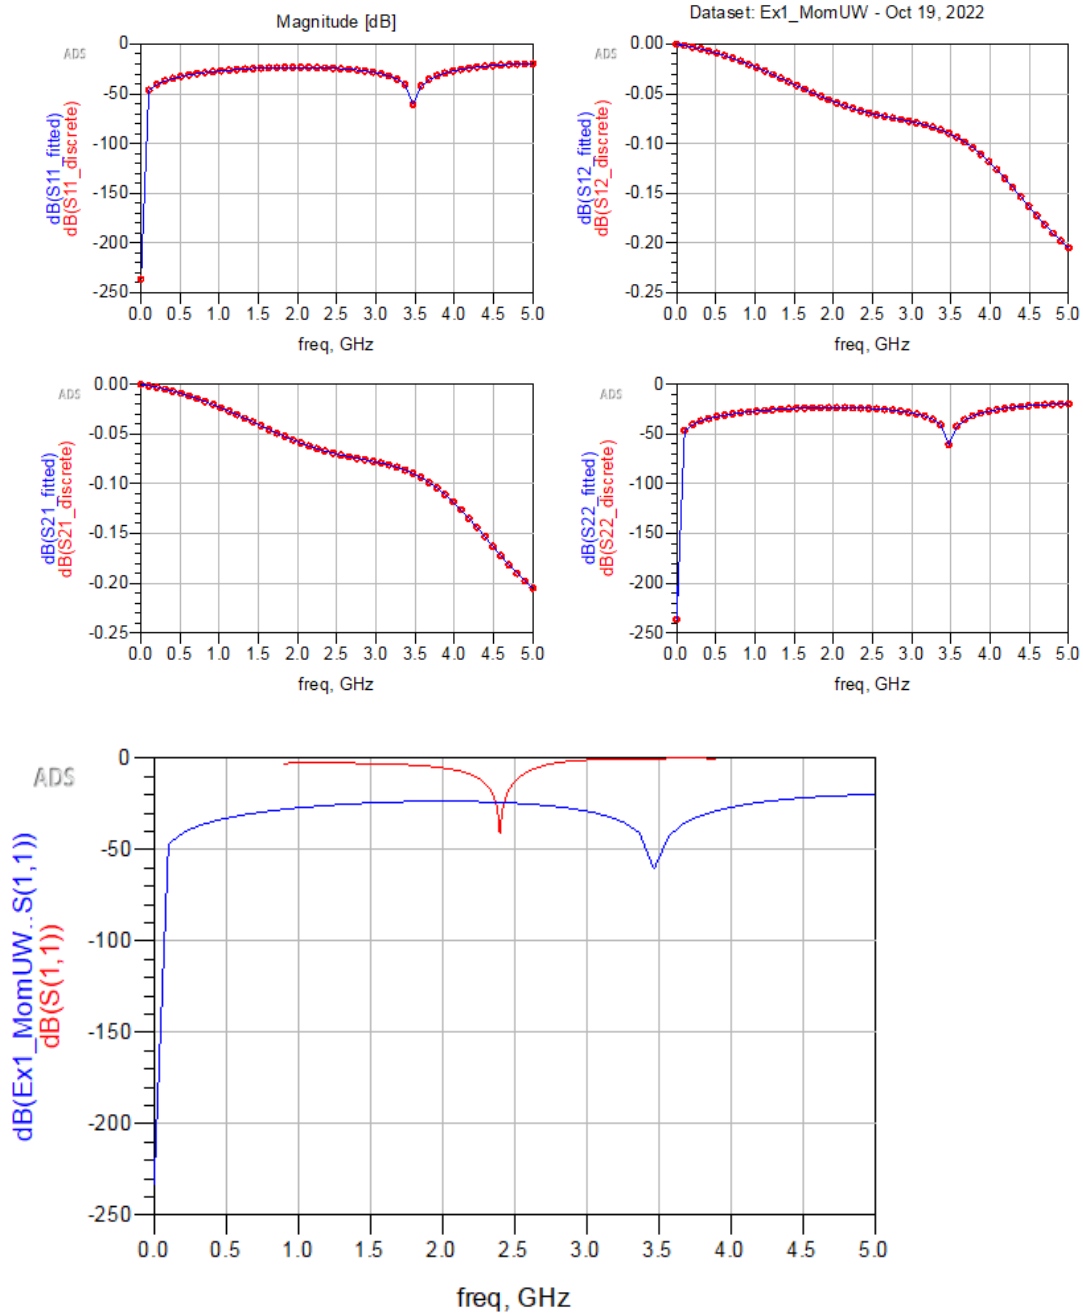 Magnitude [dB]
Dataset: Ex1_MomUW - Oct 19, 2022
ADS
dB(S11_fitted)
dB(S11_discrete)
0
-50
-100
-150
-200
-250
0.0 0.5 1.0 1.5 2.0 2.5 3.0 3.5 4.0 4.5 5.0
freq, GHz
ADS
dB(S12_fitted)
dB(S12_discrete)
0.00
-0.05
-0.10
-0.15
-0.20
-0.25
0.0 0.5 1.0 1.5 2.0 2.5 3.0 3.5 4.0 4.5 5.0
freq, GHz
ADS
dB(S21_fitted)
dB(S21_discrete)
0.00
-0.05
-0.10
-0.15
-0.20
-0.25
0.0 0.5 1.0 1.5 2.0 2.5 3.0 3.5 4.0 4.5 5.0
freq, GHz
ADS
dB(S22_fitted)
dB(S22_discrete)
0
-50
-100
-150
-200
-250
0.0 0.5 1.0 1.5 2.0 2.5 3.0 3.5 4.0 4.5 5.0
freq, GHz
ADS
dB(Ex1_MomUW..S(1,1))
dB(S(1,1))
0
-50
-100
-150
-200
-250
0.0 0.5 1.0 1.5 2.0 2.5 3.0 3.5 4.0 4.5 5.0
freq, GHz